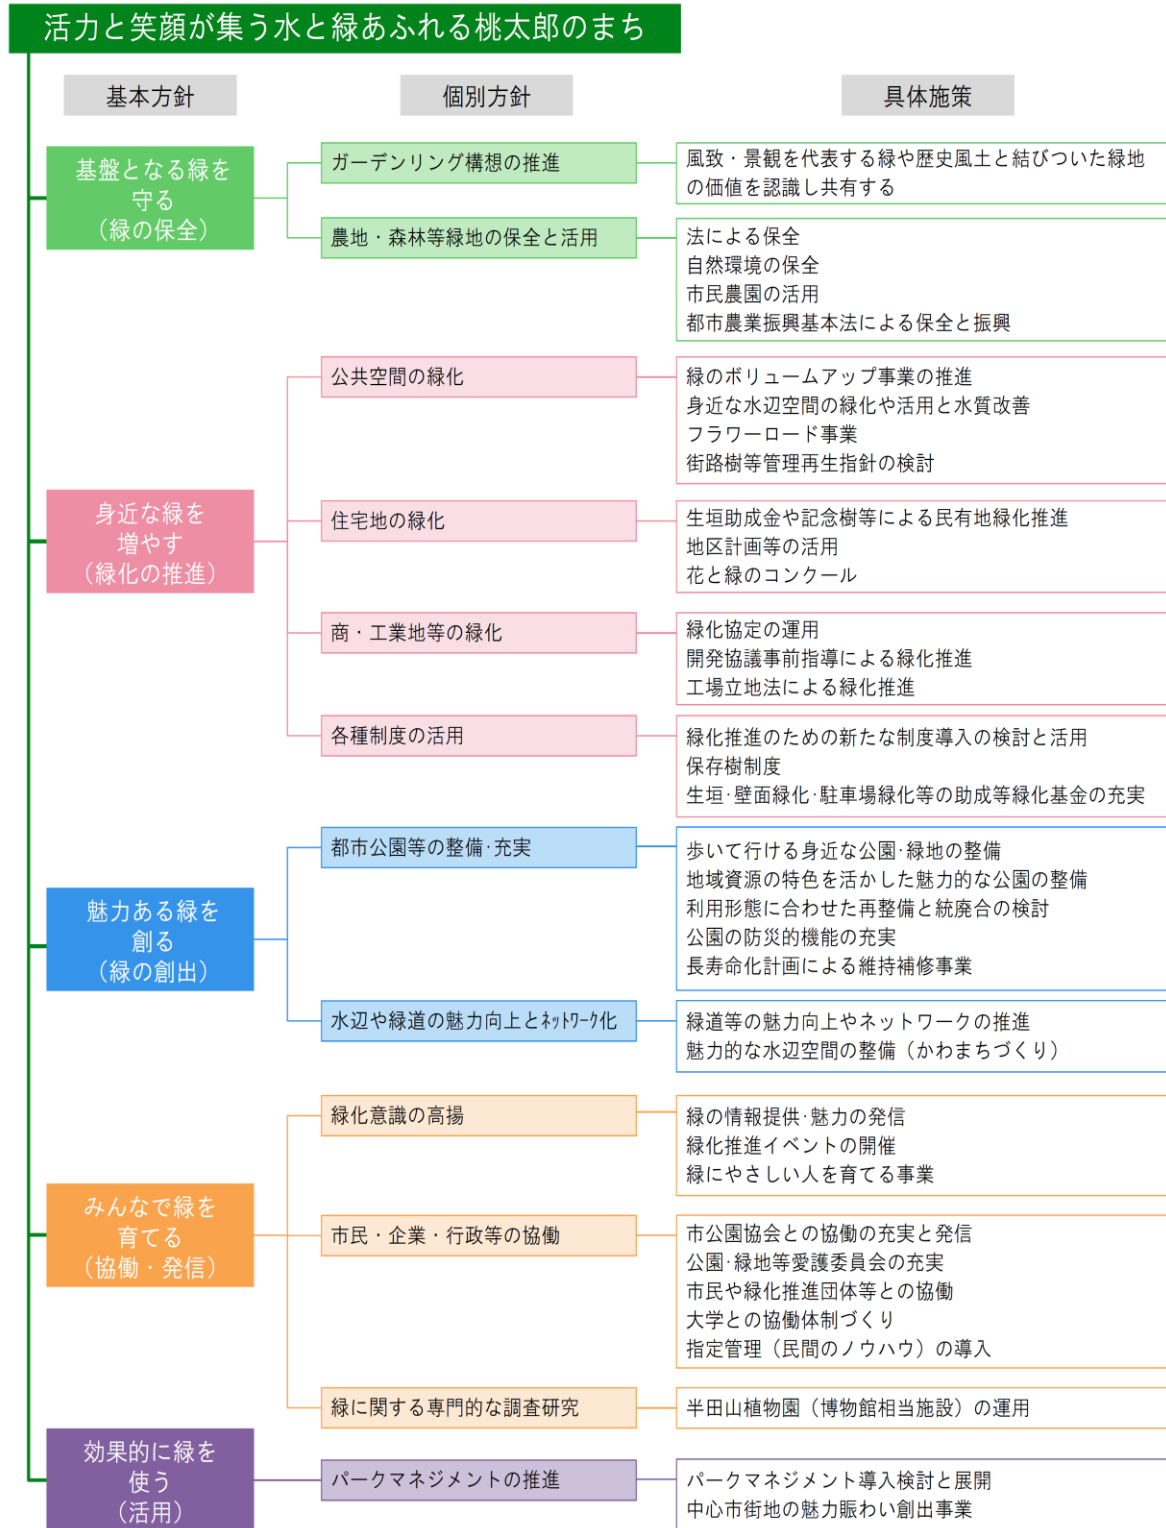 活力と笑顔が集う水と緑あふれる桃太郎のまち
基本方針
個別方針
具体施策
基盤となる緑を
守る
（緑の保全）
ガーデンリング構想の推進
風致・景観を代表する緑や歴史風土と結びついた緑地
の価値を認識し共有する
農地・森林等緑地の保全と活用
法による保全
自然環境の保全
市民農園の活用
都市農業振興基本法による保全と振興
身近な緑を
増やす
（緑化の推進）
公共空間の緑化
緑のボリュームアップ事業の推進
身近な水辺空間の緑化や活用と水質改善
フラワーロード事業
街路樹等管理再生指針の検討
住宅地の緑化
生垣助成金や記念樹等による民有地緑化推進
地区計画等の活用
花と緑のコンクール
商・工業地等の緑化
緑化協定の運用
開発協議事前指導による緑化推進
工場立地法による緑化推進
各種制度の活用
緑化推進のための新たな制度導入の検討と活用
保存樹制度
生垣･壁面緑化･駐車場緑化等の助成等緑化基金の充実
魅力ある緑を
創る
（緑の創出）
都市公園等の整備･充実
歩いて行ける身近な公園･緑地の整備
地域資源の特色を活かした魅力的な公園の整備
利用形態に合わせた再整備と統廃合の検討
公園の防災的機能の充実
長寿命化計画による維持補修事業
水辺や緑道の魅力向上とﾈｯﾄﾜｰｸ化
緑道等の魅力向上やネットワークの推進
魅力的な水辺空間の整備（かわまちづくり）
みんなで緑を
育てる
（協働・発信）
緑化意識の高揚
緑の情報提供･魅力の発信
緑化推進イベントの開催
緑にやさしい人を育てる事業
市民・企業・行政等の協働
市公園協会との協働の充実と発信
公園･緑地等愛護委員会の充実
市民や緑化推進団体等との協働
大学との協働体制づくり
指定管理（民間のノウハウ）の導入
緑に関する専門的な調査研究
半田山植物園（博物館相当施設）の運用
効果的に緑を
使う
（活用）
パークマネジメントの推進
パークマネジメント導入検討と展開
中心市街地の魅力賑わい創出事業